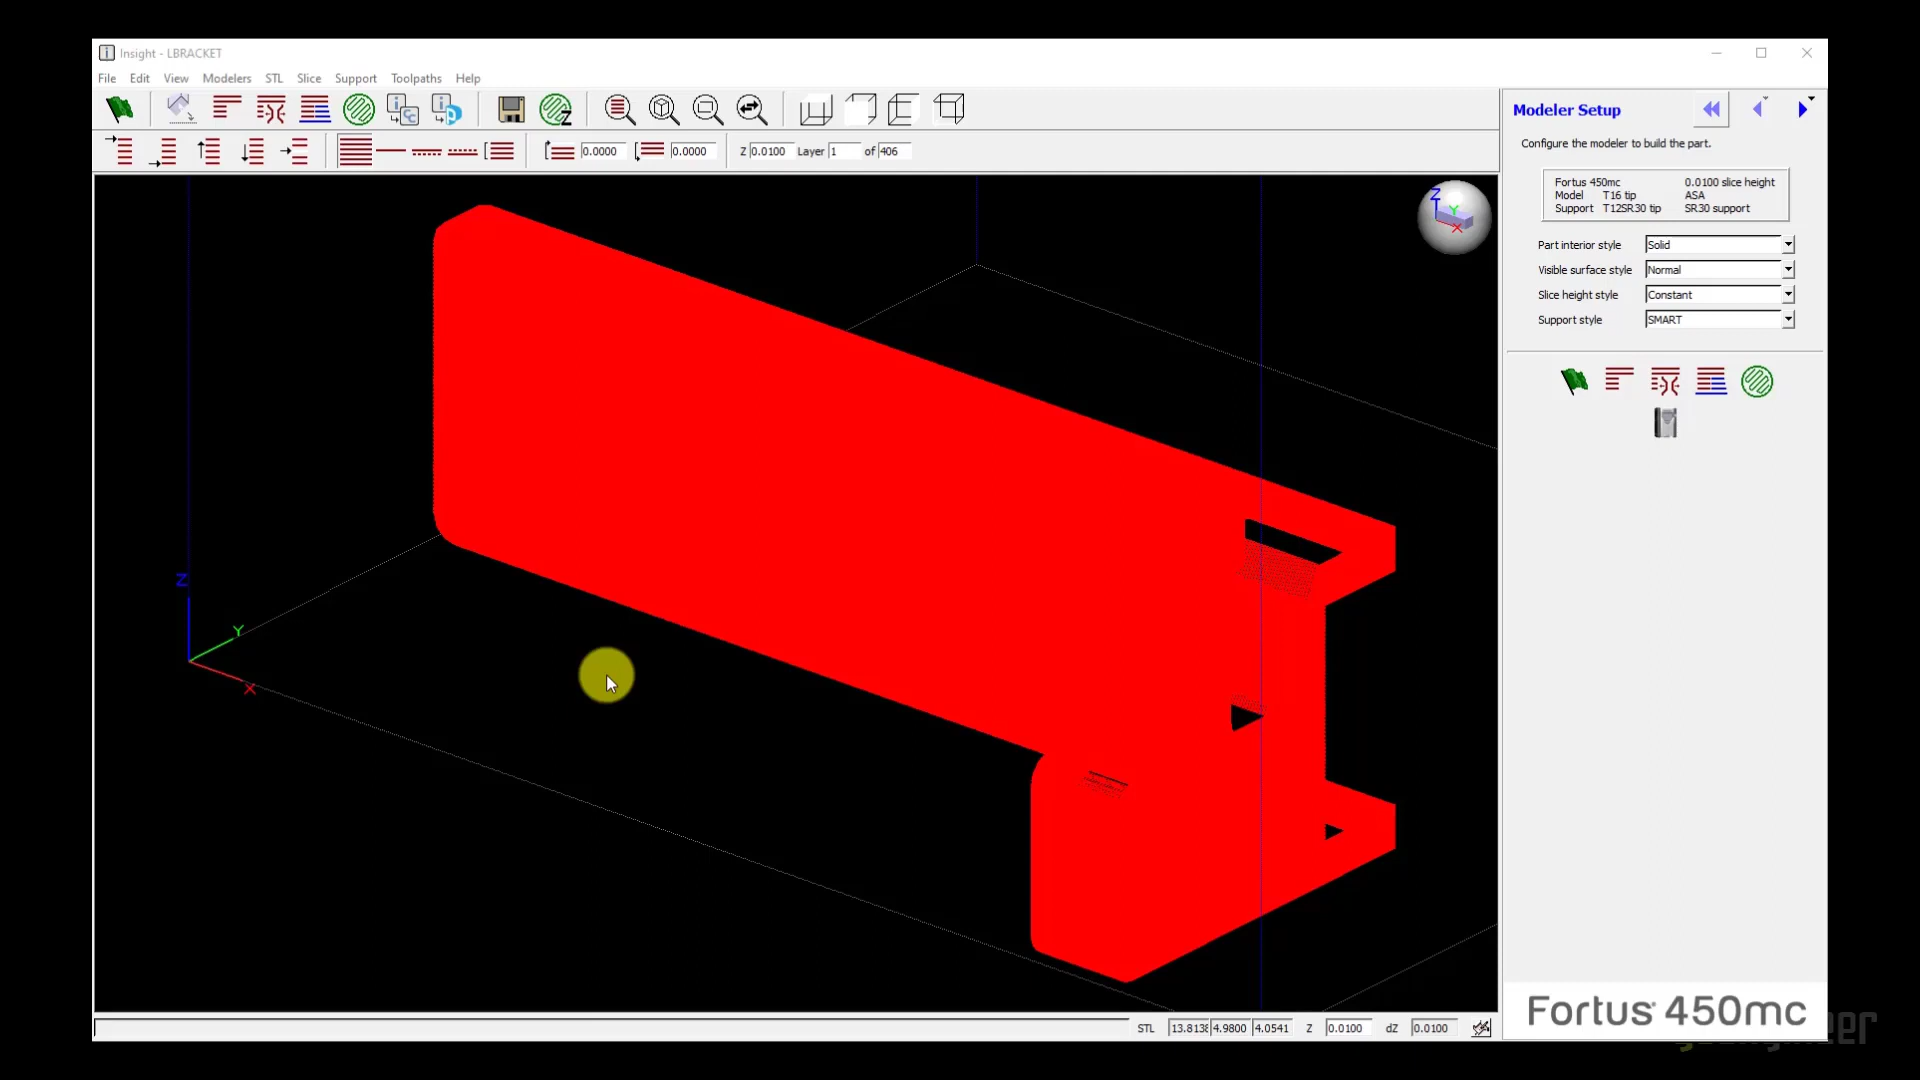 Insight - LBRACKET
File Edit View Modelers STL Slice Support Toolpaths Help
0.0000 0.0000 Z 0.0100 Layer 1 of 406
Modeler Setup
Configure the modeler to build the part.
Fortus 450mc 0.0100 slice height
Model T16 tip ASA
Support T12SR30 tip SR30 support
Part interior style Solid
Visible surface style Normal
Slice height style Constant
Support style SMART
Z
Y
X
Z
Y
X
STL 4.9800 4.0541 Z 0.0100 dZ 0.0100
Fortus 450mc